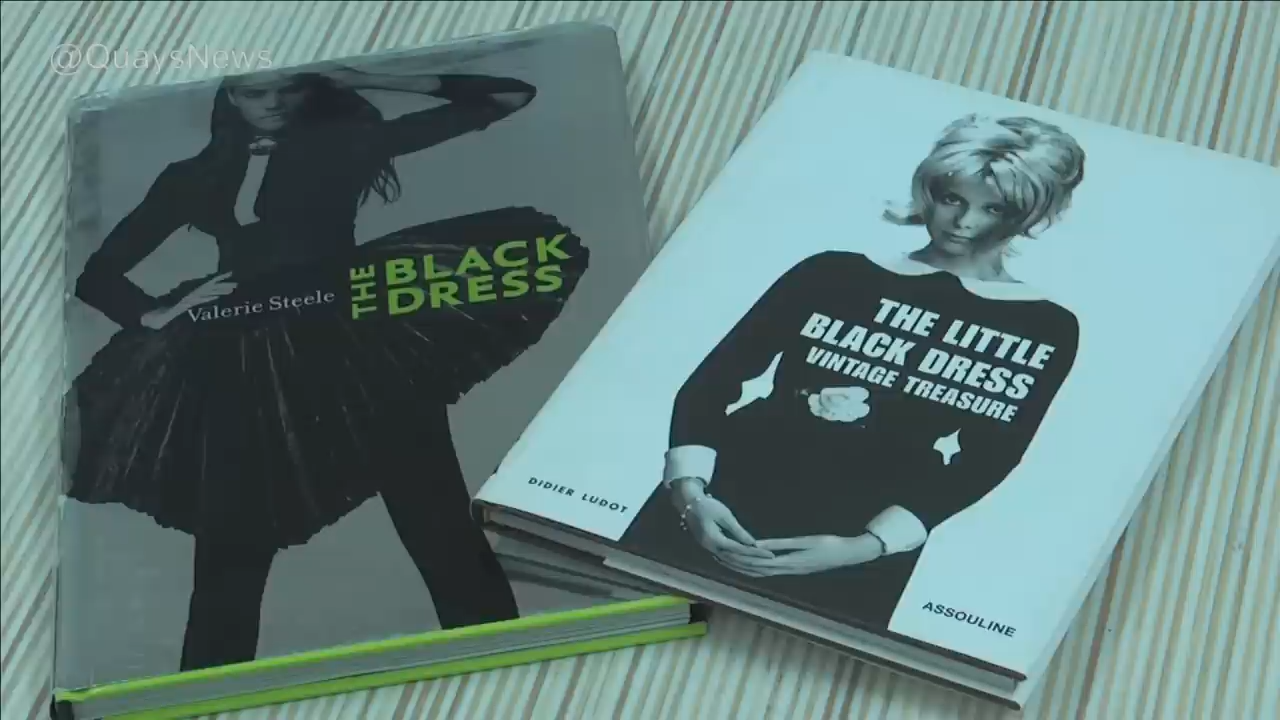 @QuaysNews
Valerie Steele
THE
BLACK
DRESS
THE LITTLE
BLACK DRESS
VINTAGE TREASURE
DIDIER LUDOT
ASSOULINE